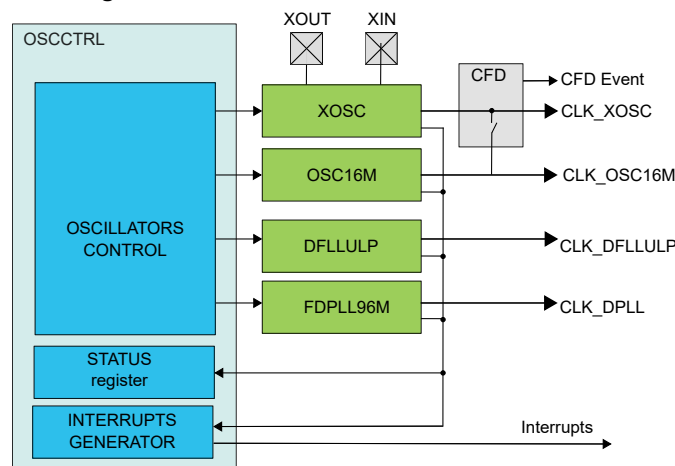 XOUT
XIN
OSCCTRL
CFD
CFD Event
XOSC
CLK_XOSC
OSC16M
CLK_OSC16M
OSCILLATORS
CONTROL
DFLLULP
CLK_DFLLULP
FDPLL96M
CLK_DPLL
STATUS
register
INTERRUPTS
GENERATOR
Interrupts